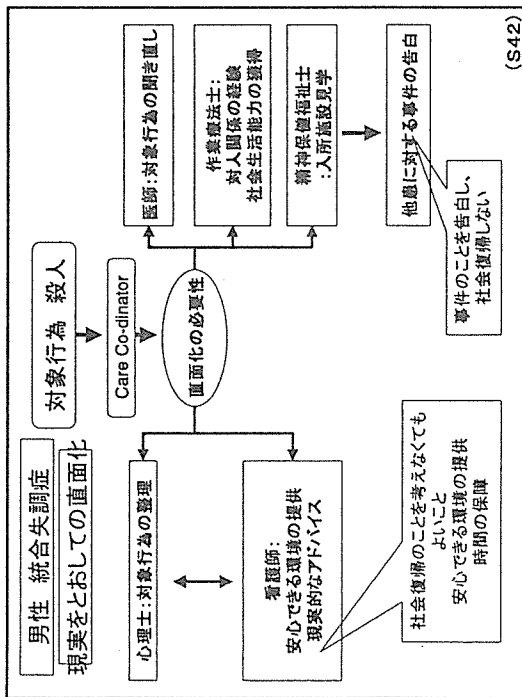 男性 統合失調症
現実をとおしての直面化
対象行為 殺人
Care Co-dinator
直面化の必要性
心理士:対象行為の整理
看護師:
安心できる環境の提供
現実的なアドバイス
社会復帰のことを考えなくても
よいこと
安心できる環境の提供
時間の保障
医師:対象行為の聞き直し
作業療法士:
対人関係の経験
社会生活能力の獲得
精神保健福祉士
:入所施設見学
他患に対する事件の告白
事件のことを告白し、
社会復帰しない
(S42)